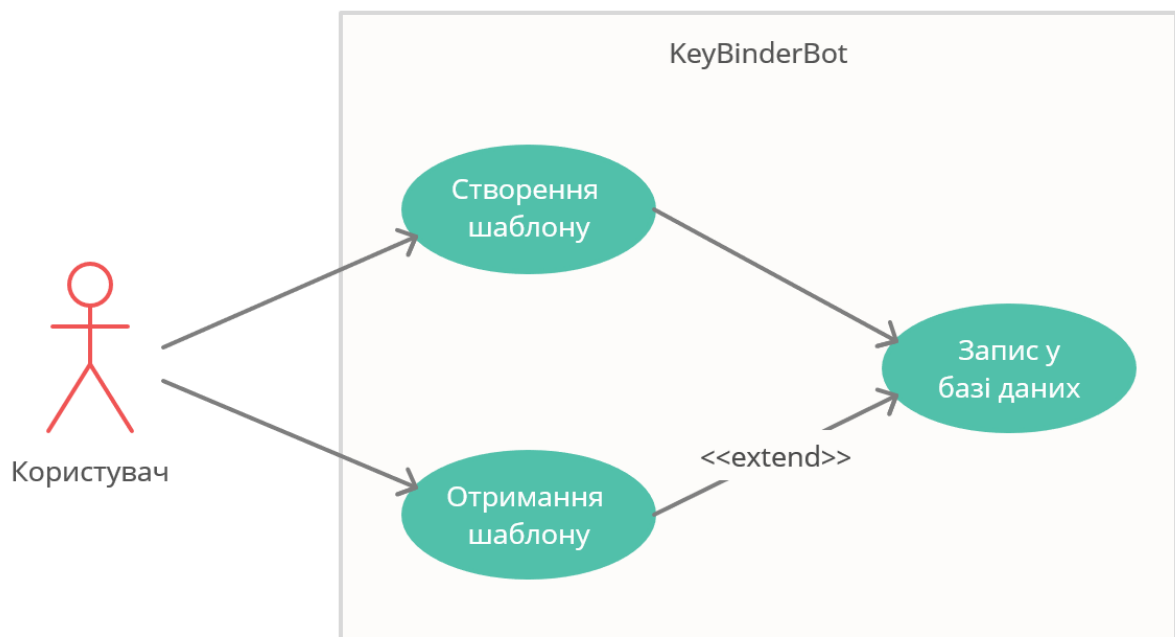 KeyBinderBot
Створення
шаблону
Запис у
базі даних
Користувач
<<extend>>
Отримання
шаблону